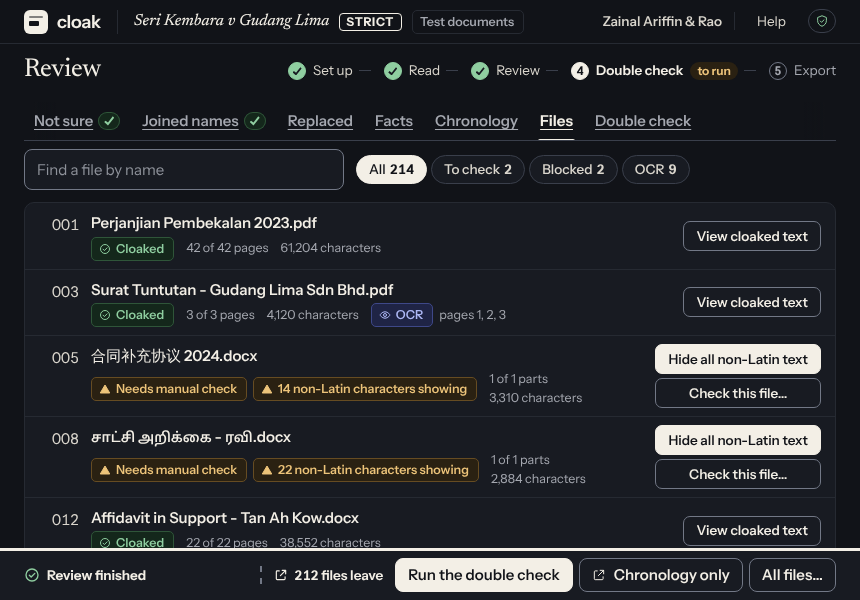 cloak
Seri Kembara v Gudang Lima
STRICT
Test documents
Zainal Ariffin & Rao
Help
Review
Set up
Read
Review
4 Double check to run
5 Export
Not sure
Joined names
Replaced
Facts
Chronology
Files
Double check
Find a file by name
All 214
To check 2
Blocked 2
OCR 9
001 Perjanjian Pembekalan 2023.pdf
Cloaked 42 of 42 pages 61,204 characters
View cloaked text
003 Surat Tuntutan - Gudang Lima Sdn Bhd.pdf
Cloaked 3 of 3 pages 4,120 characters OCR pages 1, 2, 3
View cloaked text
005 合同补充协议 2024.docx
Needs manual check 14 non-Latin characters showing
1 of 1 parts
3,310 characters
Hide all non-Latin text
Check this file...
008 சாட்சி அறிக்கை - ரவி.docx
Needs manual check 22 non-Latin characters showing
1 of 1 parts
2,884 characters
Hide all non-Latin text
Check this file...
012 Affidavit in Support - Tan Ah Kow.docx
Cloaked 22 of 22 pages 38,552 characters
View cloaked text
Review finished
212 files leave
Run the double check
Chronology only
All files...